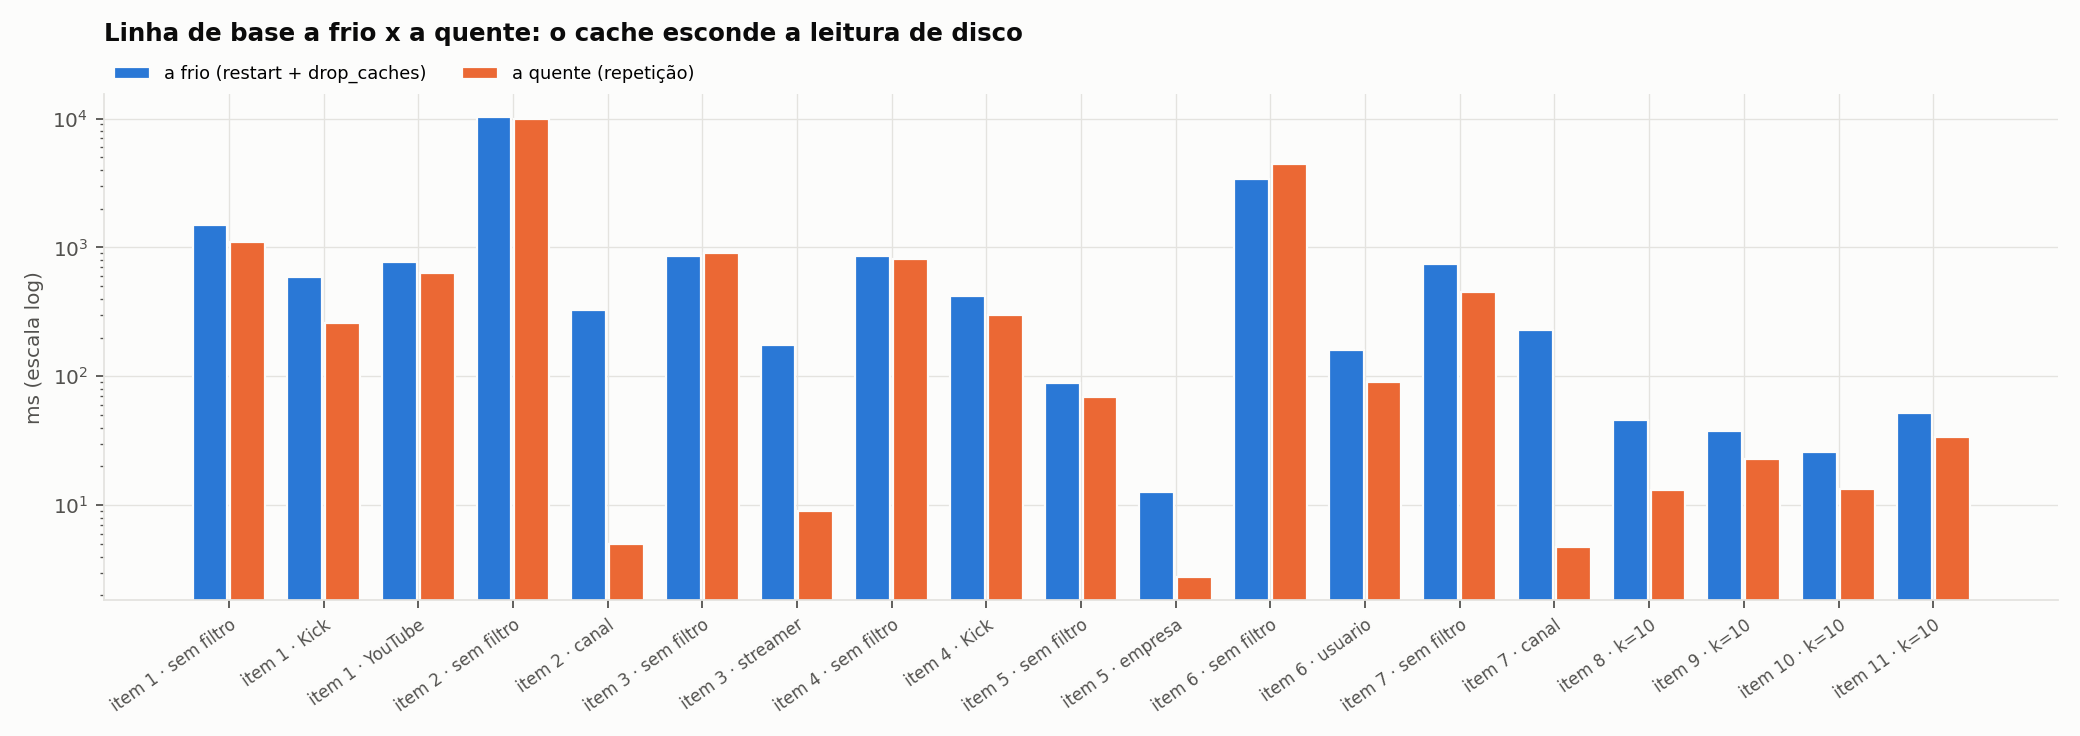 Linha de base a frio x a quente: o cache esconde a leitura de disco
a frio (restart + drop_caches)
a quente (repetição)
ms (escala log)
10⁴
10³
10²
10¹
item 1 · sem filtro
item 1 · Kick
item 1 · YouTube
item 2 · sem filtro
item 2 · canal
item 3 · sem filtro
item 3 · streamer
item 4 · sem filtro
item 4 · Kick
item 5 · sem filtro
item 5 · empresa
item 6 · sem filtro
item 6 · usuario
item 7 · sem filtro
item 7 · canal
item 8 · k=10
item 9 · k=10
item 10 · k=10
item 11 · k=10